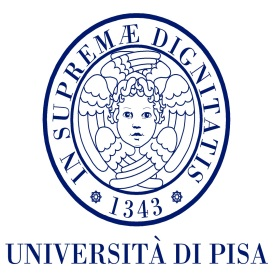 IN SUPREMÆ DIGNITATIS
1343
UNIVERSITÀ DI PISA